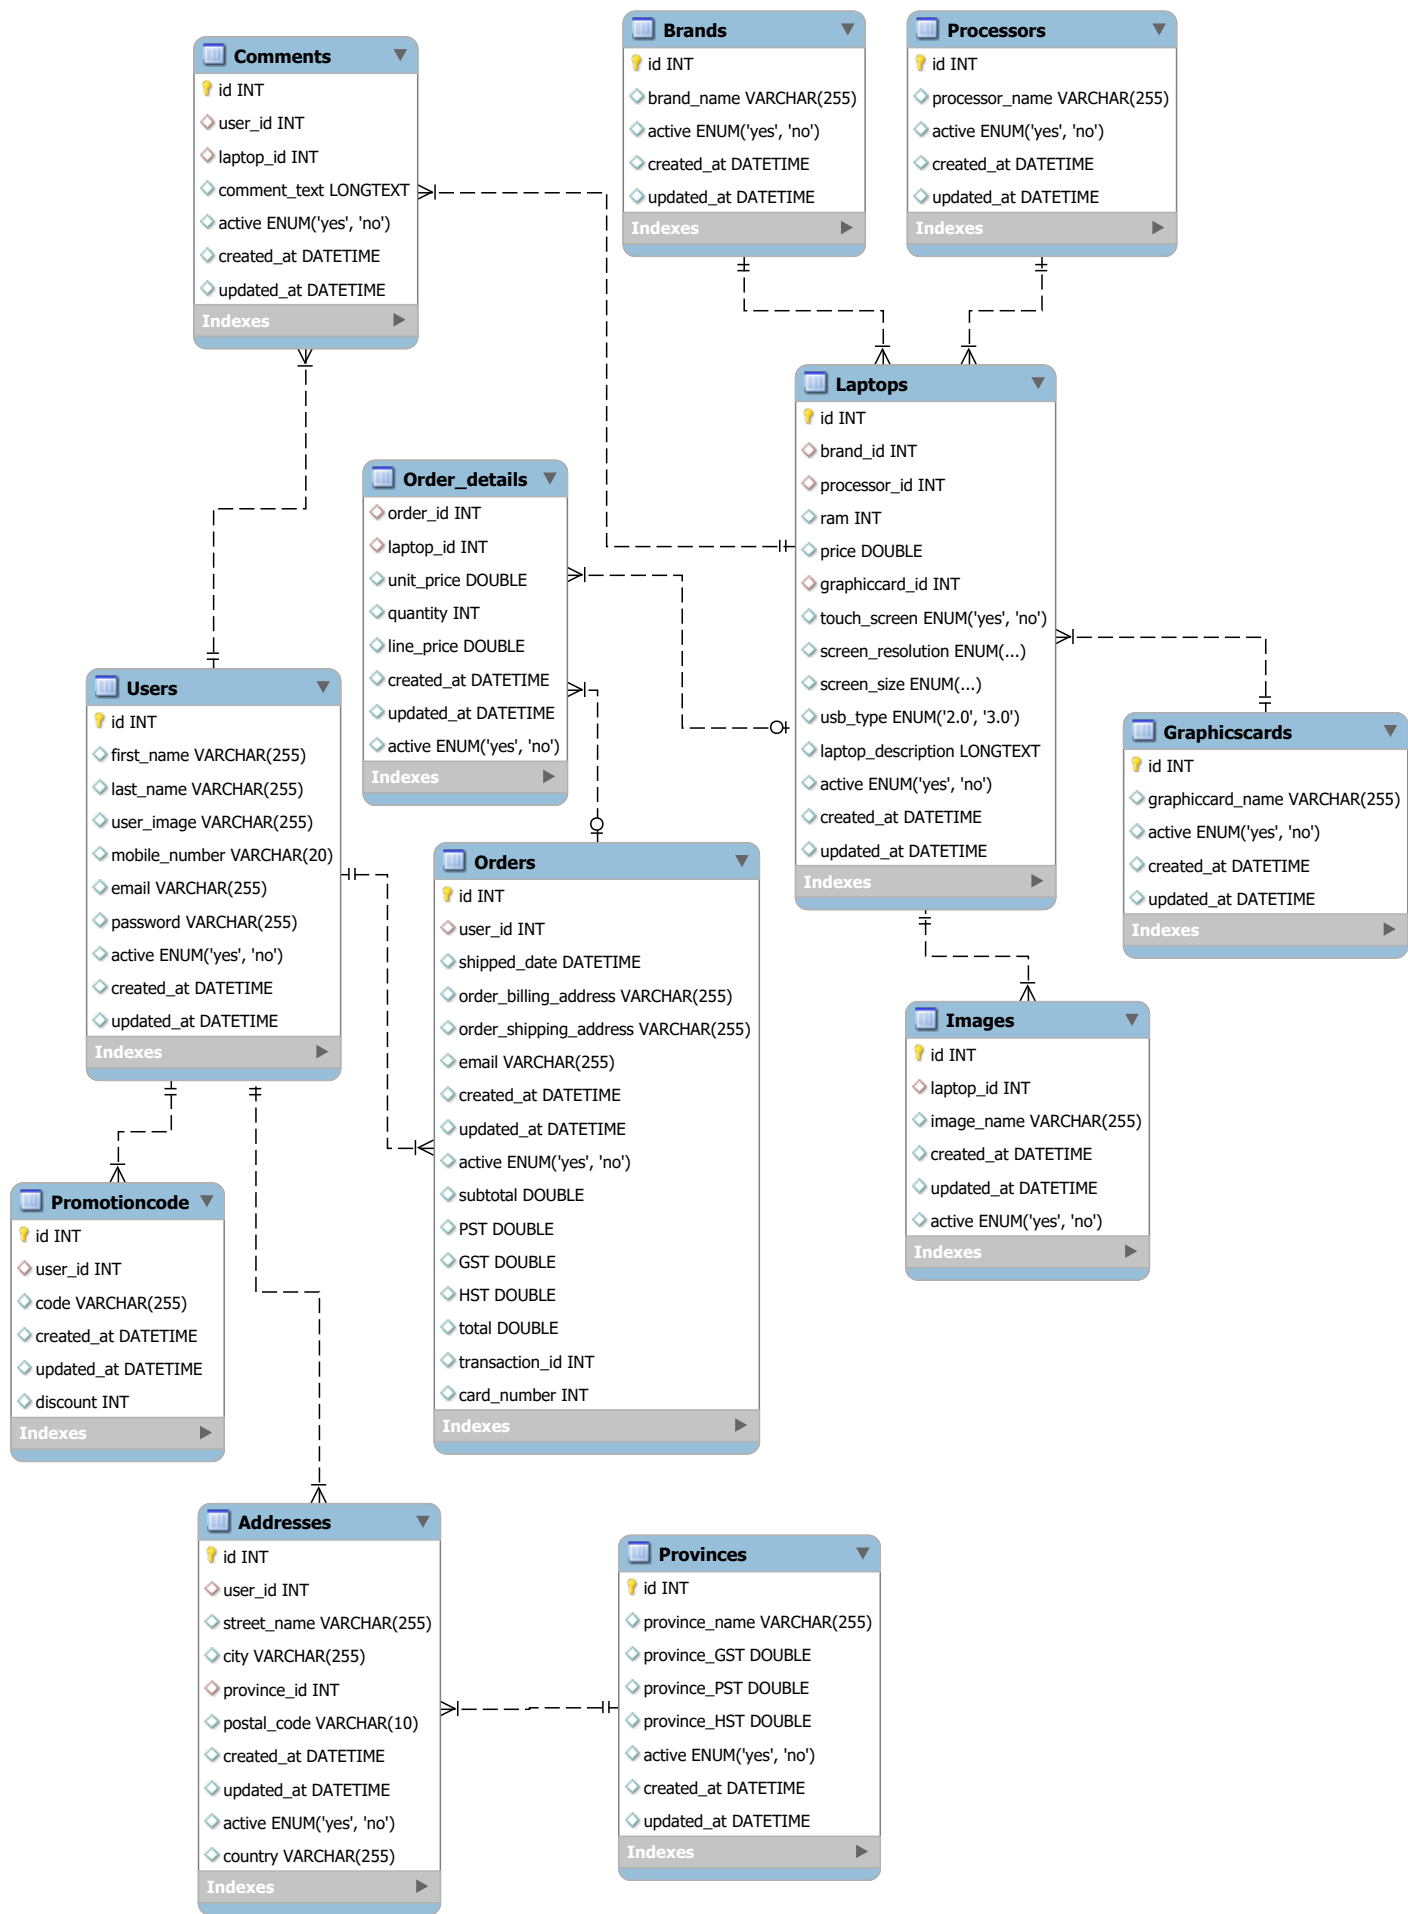 Comments
id INT
user_id INT
laptop_id INT
comment_text LONGTEXT
active ENUM('yes', 'no')
created_at DATETIME
updated_at DATETIME
Indexes
Brands
id INT
brand_name VARCHAR(255)
active ENUM('yes', 'no')
created_at DATETIME
updated_at DATETIME
Indexes
Processors
id INT
processor_name VARCHAR(255)
active ENUM('yes', 'no')
created_at DATETIME
updated_at DATETIME
Indexes
Laptops
id INT
brand_id INT
processor_id INT
ram INT
price DOUBLE
graphiccard_id INT
touch_screen ENUM('yes', 'no')
screen_resolution ENUM(...)
screen_size ENUM(...)
usb_type ENUM('2.0', '3.0')
laptop_description LONGTEXT
active ENUM('yes', 'no')
created_at DATETIME
updated_at DATETIME
Indexes
Order_details
order_id INT
laptop_id INT
unit_price DOUBLE
quantity INT
line_price DOUBLE
created_at DATETIME
updated_at DATETIME
active ENUM('yes', 'no')
Indexes
Users
id INT
first_name VARCHAR(255)
last_name VARCHAR(255)
user_image VARCHAR(255)
mobile_number VARCHAR(20)
email VARCHAR(255)
password VARCHAR(255)
active ENUM('yes', 'no')
created_at DATETIME
updated_at DATETIME
Indexes
Graphicscards
id INT
graphiccard_name VARCHAR(255)
active ENUM('yes', 'no')
created_at DATETIME
updated_at DATETIME
Indexes
Orders
id INT
user_id INT
shipped_date DATETIME
order_billing_address VARCHAR(255)
order_shipping_address VARCHAR(255)
email VARCHAR(255)
created_at DATETIME
updated_at DATETIME
active ENUM('yes', 'no')
subtotal DOUBLE
PST DOUBLE
GST DOUBLE
HST DOUBLE
total DOUBLE
transaction_id INT
card_number INT
Indexes
Images
id INT
laptop_id INT
image_name VARCHAR(255)
created_at DATETIME
updated_at DATETIME
active ENUM('yes', 'no')
Indexes
Promotioncode
id INT
user_id INT
code VARCHAR(255)
created_at DATETIME
updated_at DATETIME
discount INT
Indexes
Addresses
id INT
user_id INT
street_name VARCHAR(255)
city VARCHAR(255)
province_id INT
postal_code VARCHAR(10)
created_at DATETIME
updated_at DATETIME
active ENUM('yes', 'no')
country VARCHAR(255)
Indexes
Provinces
id INT
province_name VARCHAR(255)
province_GST DOUBLE
province_PST DOUBLE
province_HST DOUBLE
active ENUM('yes', 'no')
created_at DATETIME
updated_at DATETIME
Indexes